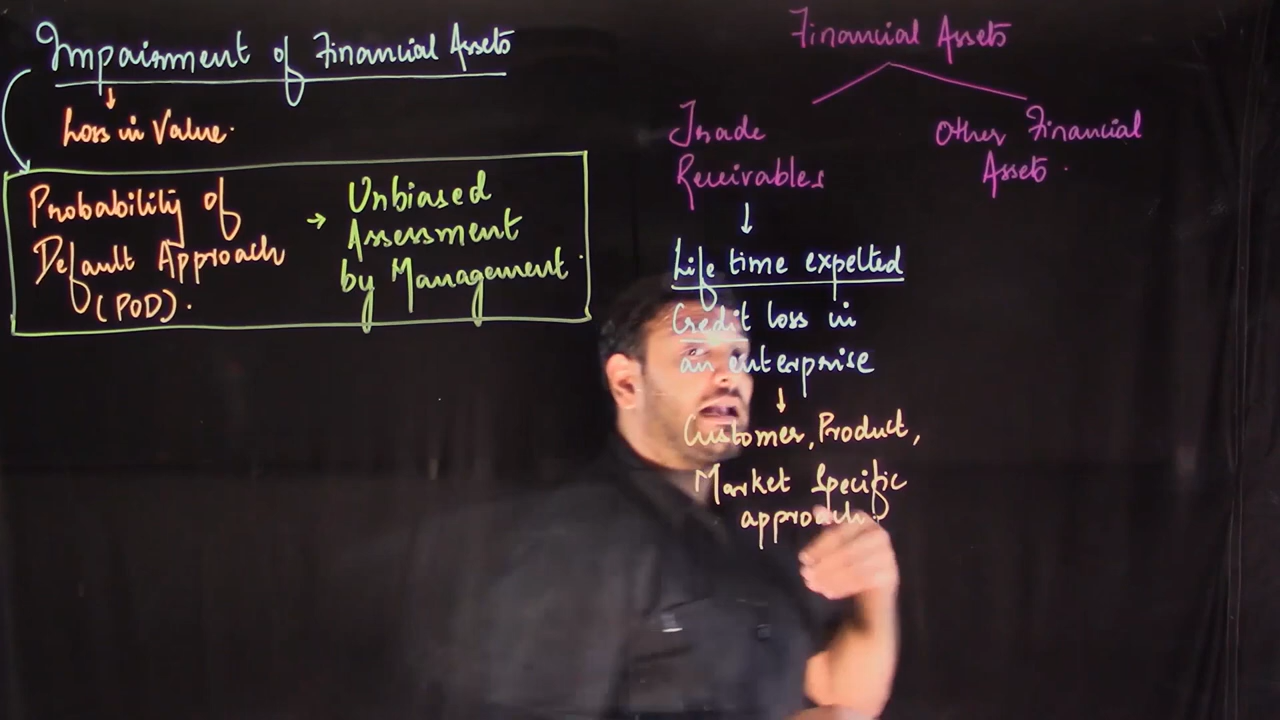 Impairment of Financial Assets
↓
Loss in Value.
Probability of
Default Approach
(POD).
→ Unbiased
Assessment
by Management.
Financial Assets
Trade
Receivables
Other Financial
Assets.
↓
Life time expelted
Credit loss in
an enterprise
↓
Customer, Product,
Market Specific
approach.